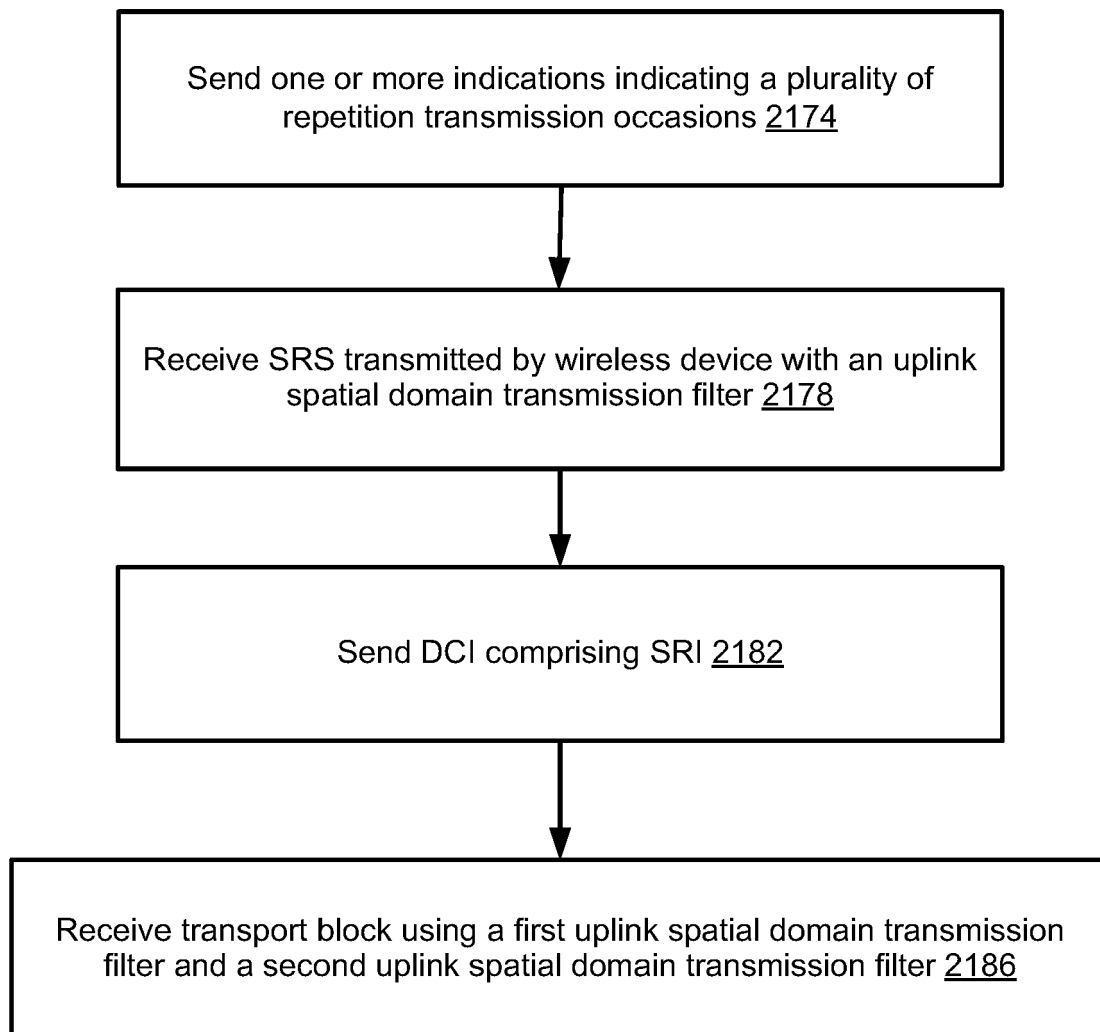 Send one or more indications indicating a plurality of
repetition transmission occasions 2174
Receive SRS transmitted by wireless device with an uplink
spatial domain transmission filter 2178
Send DCI comprising SRI 2182
Receive transport block using a first uplink spatial domain transmission
filter and a second uplink spatial domain transmission filter 2186